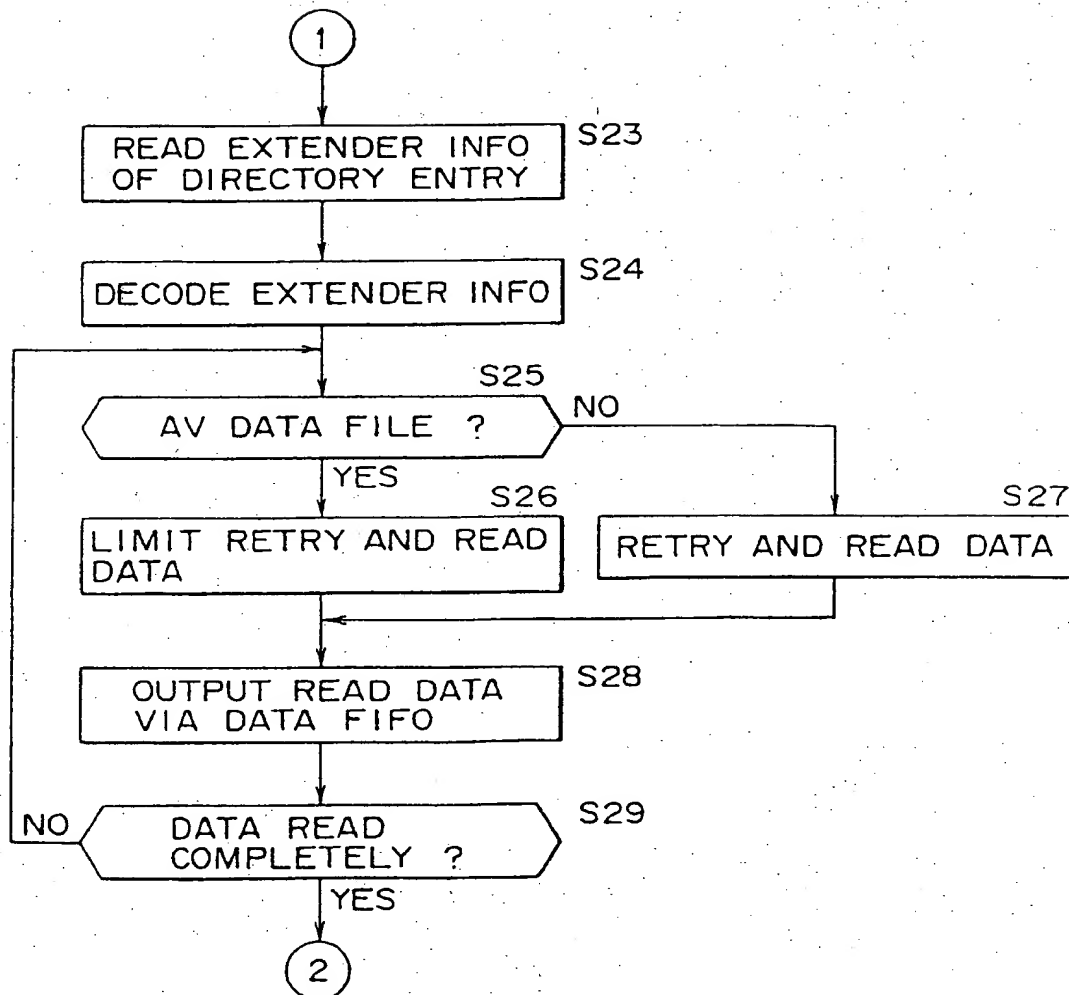 1
READ EXTENDER INFO
OF DIRECTORY ENTRY
S23
DECODE EXTENDER INFO
S24
S25
AV DATA FILE ?
NO
YES
S26
LIMIT RETRY AND READ
DATA
S27
RETRY AND READ DATA
OUTPUT READ DATA
VIA DATA FIFO
S28
DATA READ
COMPLETELY ?
S29
NO
YES
2